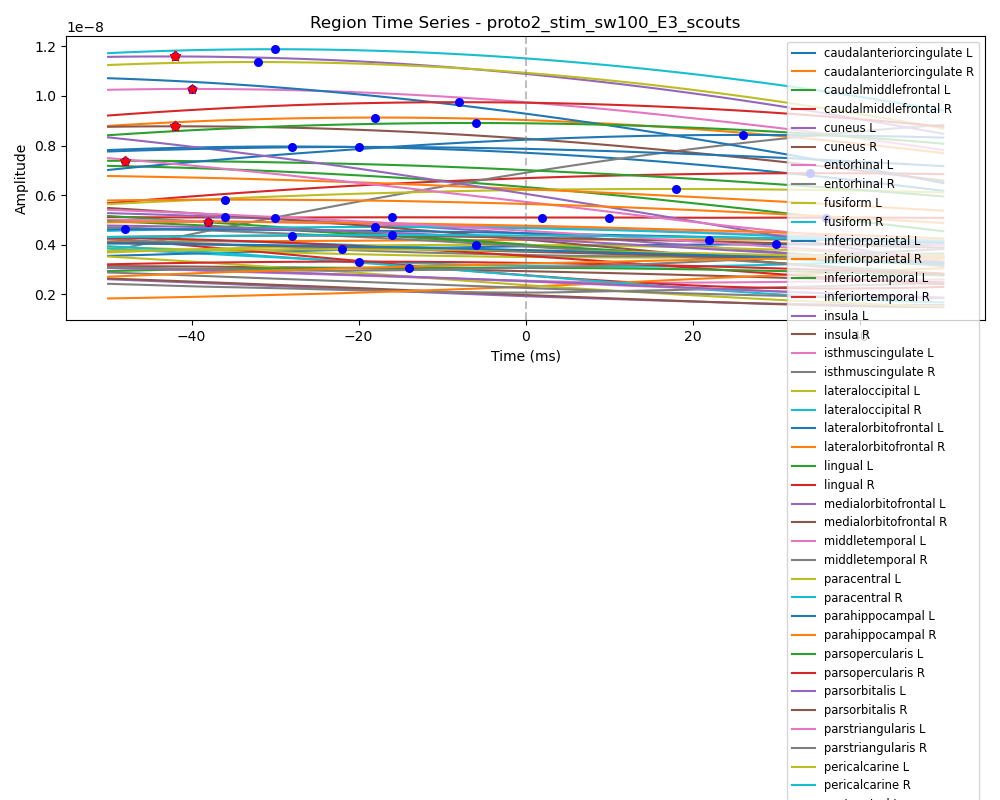 Region Time Series - proto2_stim_sw100_E3_scouts
1e−8
1.2
1.0
0.8
0.6
0.4
0.2
Amplitude
−40
−20
0
20
40
Time (ms)
caudalanteriorcingulate L
caudalanteriorcingulate R
caudalmiddlefrontal L
caudalmiddlefrontal R
cuneus L
cuneus R
entorhinal L
entorhinal R
fusiform L
fusiform R
inferiorparietal L
inferiorparietal R
inferiortemporal L
inferiortemporal R
insula L
insula R
isthmuscingulate L
isthmuscingulate R
lateraloccipital L
lateraloccipital R
lateralorbitofrontal L
lateralorbitofrontal R
lingual L
lingual R
medialorbitofrontal L
medialorbitofrontal R
middletemporal L
middletemporal R
paracentral L
paracentral R
parahippocampal L
parahippocampal R
parsopercularis L
parsopercularis R
parsorbitalis L
parsorbitalis R
parstriangularis L
parstriangularis R
pericalcarine L
pericalcarine R